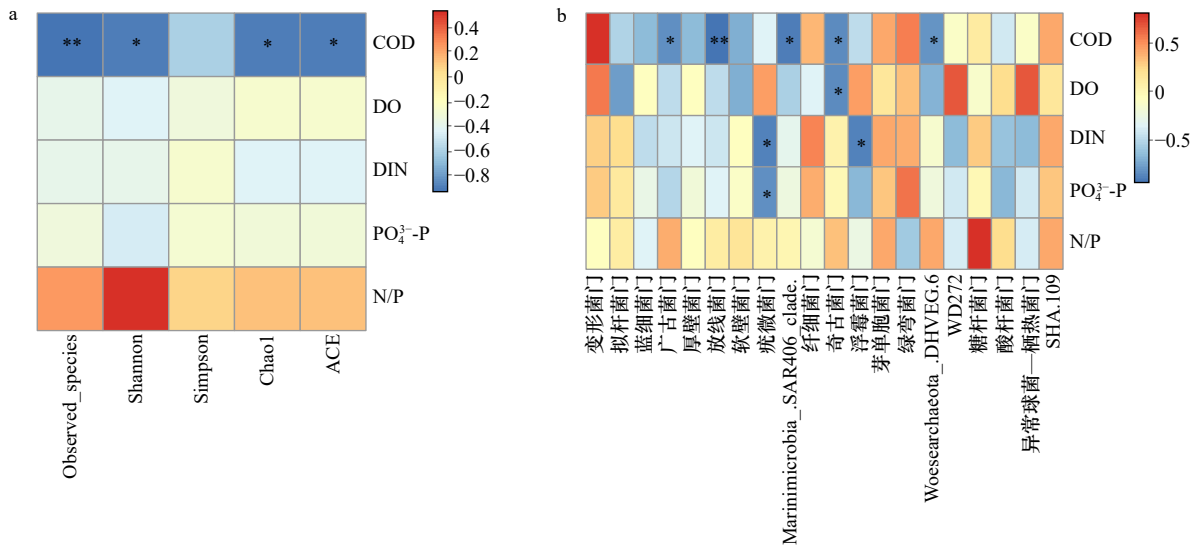 a
** * * *
COD
DO
DIN
PO₄³⁻-P
N/P
0.4
0.2
0
−0.2
−0.4
−0.6
−0.8
Observed_species
Shannon
Simpson
Chao1
ACE
b
* ** * * *
COD
*
DO
* *
DIN
*
PO₄³⁻-P
N/P
0.5
0
−0.5
变形菌门
拟杆菌门
蓝细菌门
广古菌门
厚壁菌门
放线菌门
软壁菌门
疣微菌门
Marinimicrobia_.SAR406_clade.
纤细菌门
奇古菌门
浮霉菌门
芽单胞菌门
绿弯菌门
Woesearchaeota_.DHVEG.6
WD272
糖杆菌门
酸杆菌门
异常球菌—栖热菌门
SHA.109